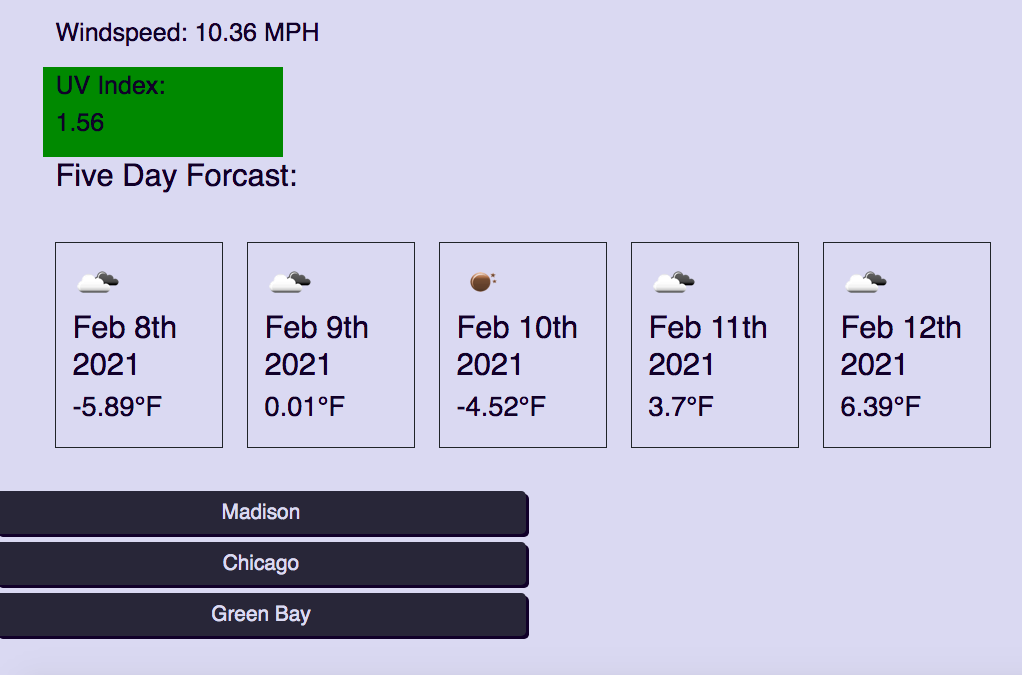 Windspeed: 10.36 MPH
UV Index:
1.56
Five Day Forcast:
Feb 8th
2021
-5.89°F
Feb 9th
2021
0.01°F
Feb 10th
2021
-4.52°F
Feb 11th
2021
3.7°F
Feb 12th
2021
6.39°F
Madison
Chicago
Green Bay